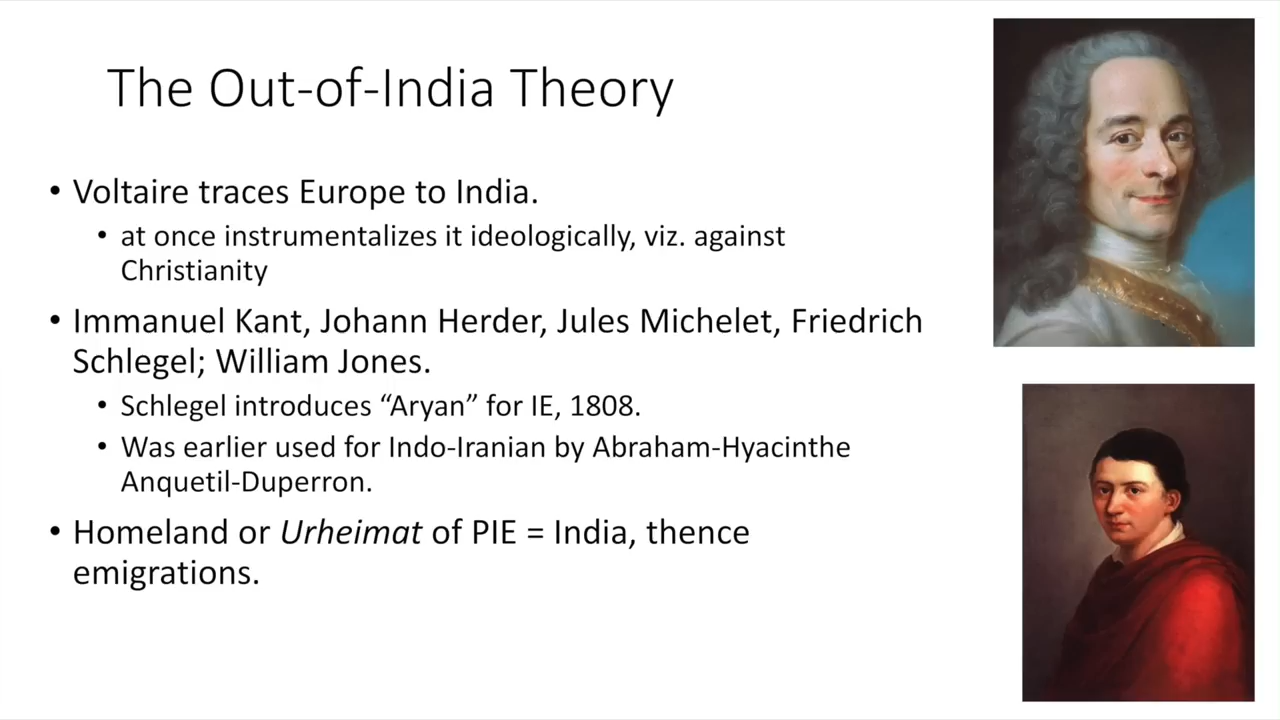 The Out-of-India Theory
• Voltaire traces Europe to India.
• at once instrumentalizes it ideologically, viz. against
Christianity
• Immanuel Kant, Johann Herder, Jules Michelet, Friedrich
Schlegel; William Jones.
• Schlegel introduces “Aryan” for IE, 1808.
• Was earlier used for Indo-Iranian by Abraham-Hyacinthe
Anquetil-Duperron.
• Homeland or Urheimat of PIE = India, thence
emigrations.